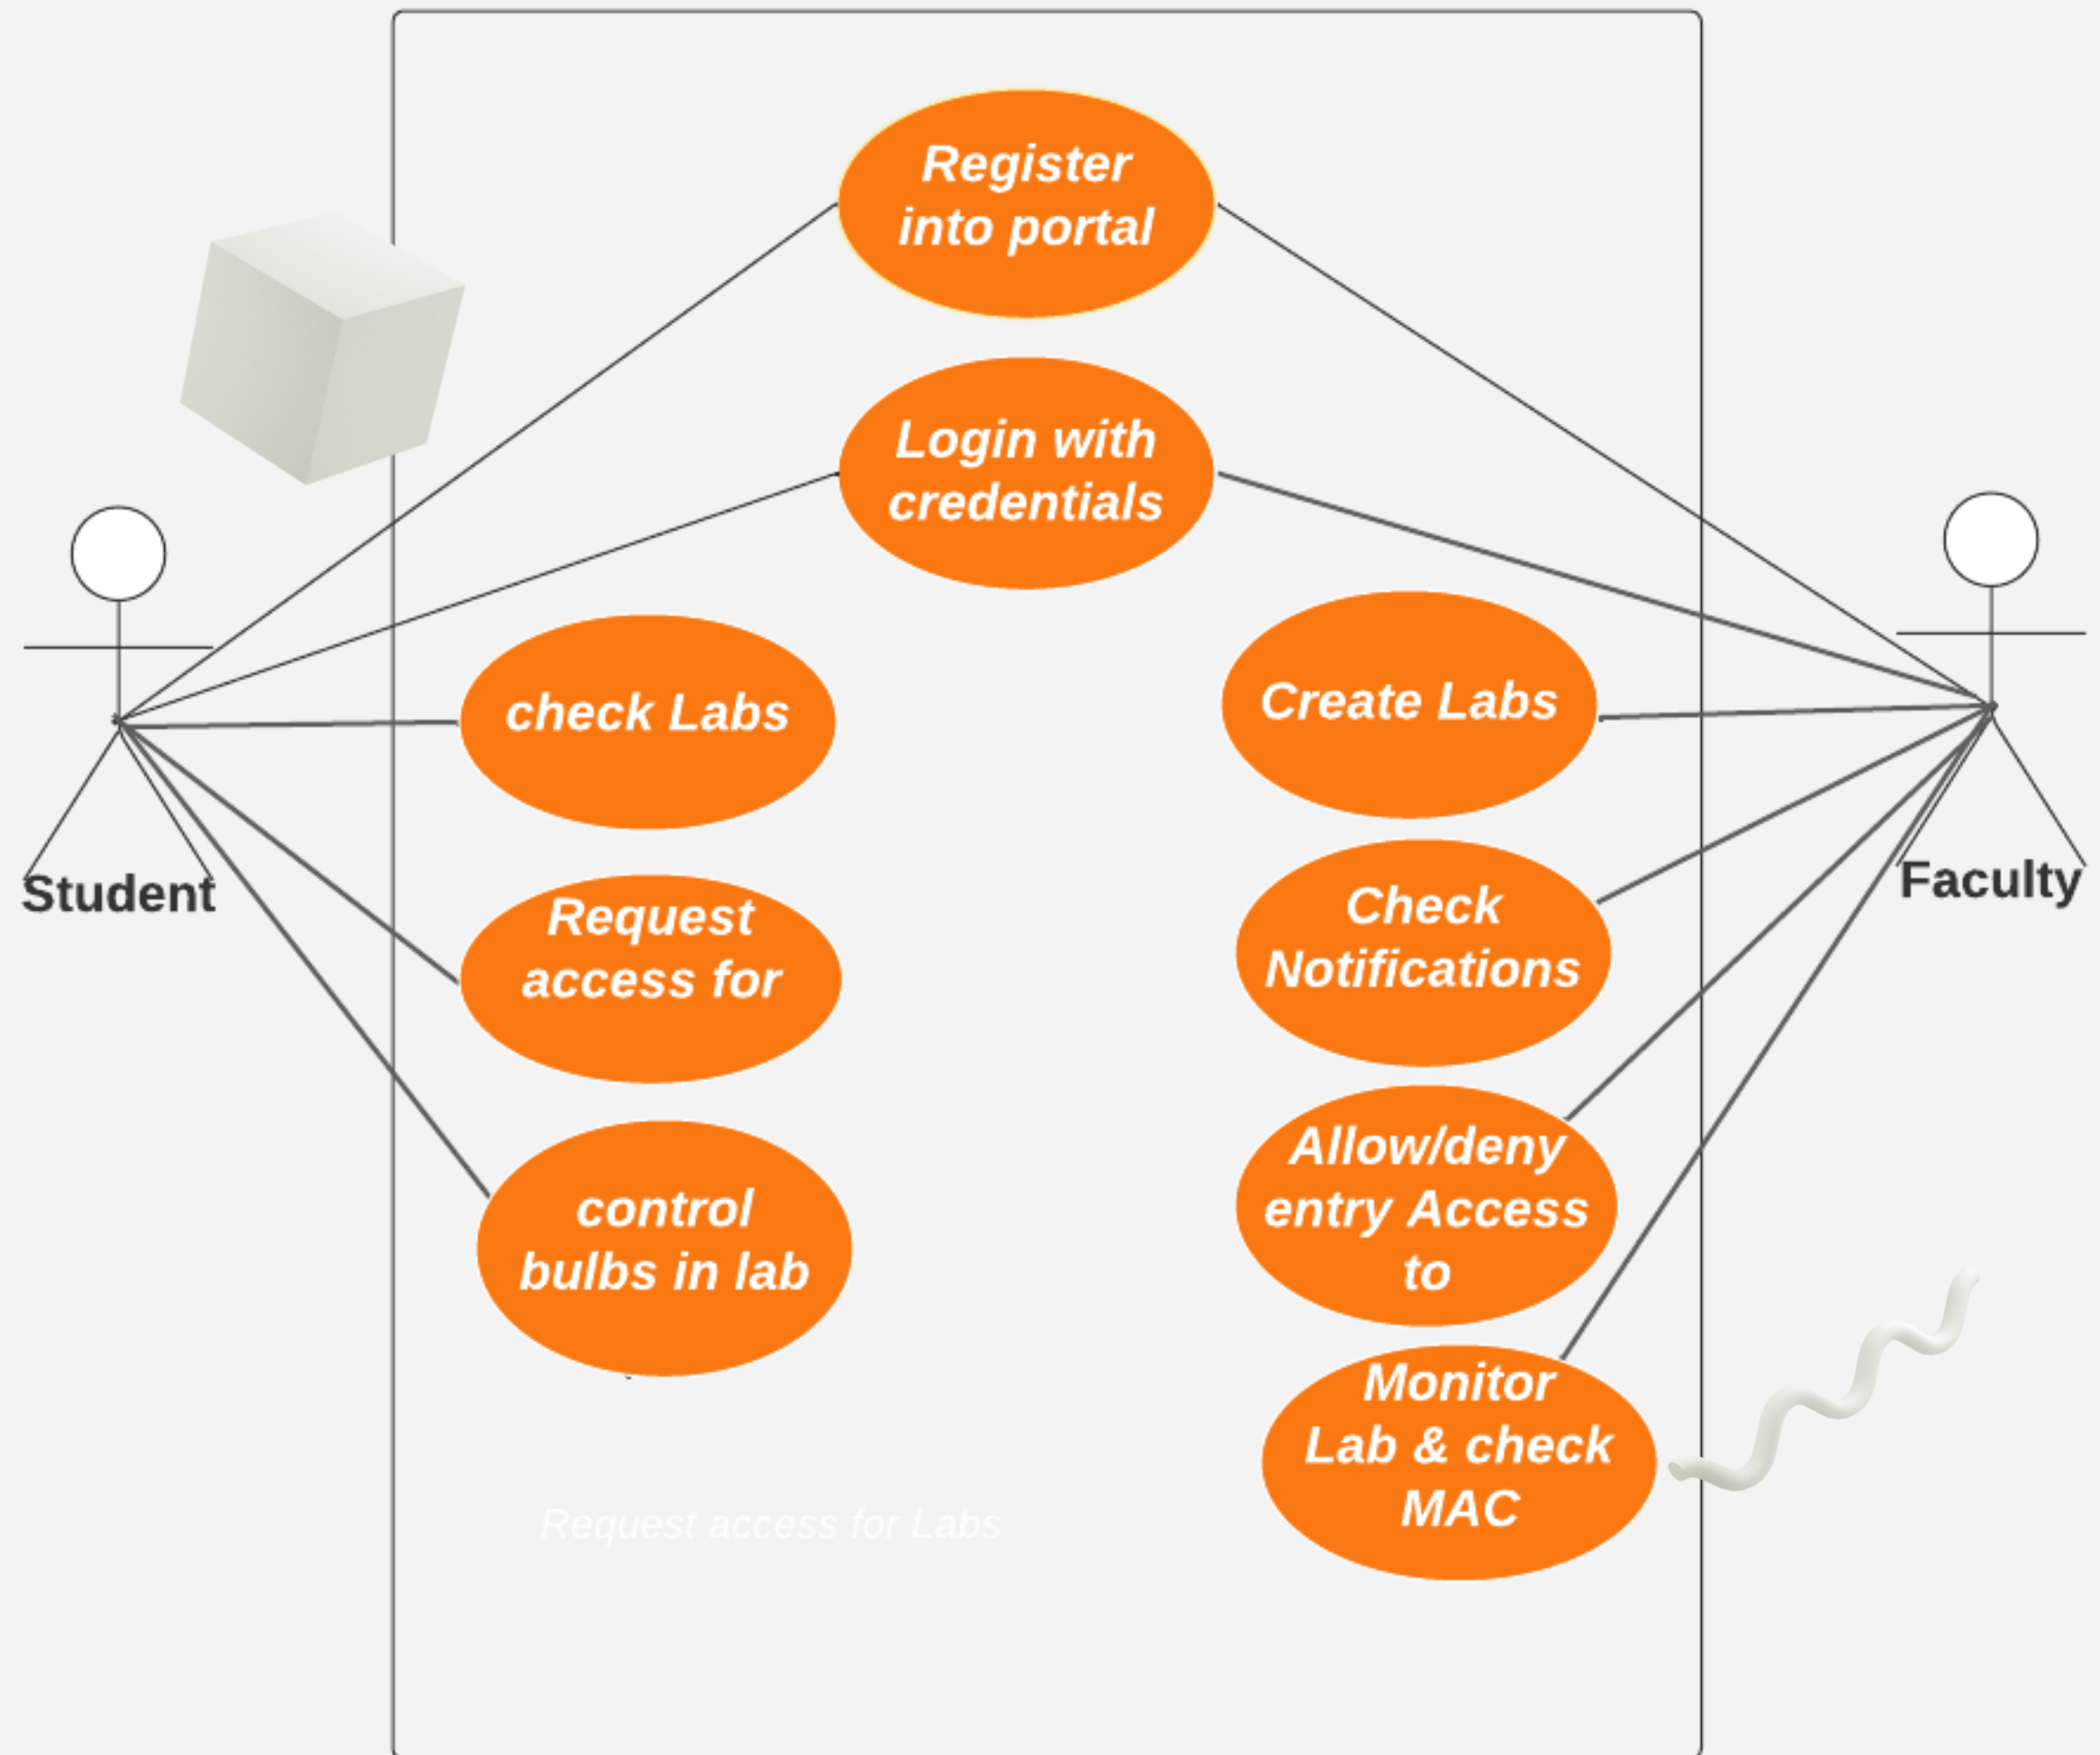 Register
into portal
Login with
credentials
check Labs
Create Labs
Student
Request
access for
Faculty
Check
Notifications
control
bulbs in lab
Allow/deny
entry Access
to
Monitor
Lab & check
MAC
Request access for Labs